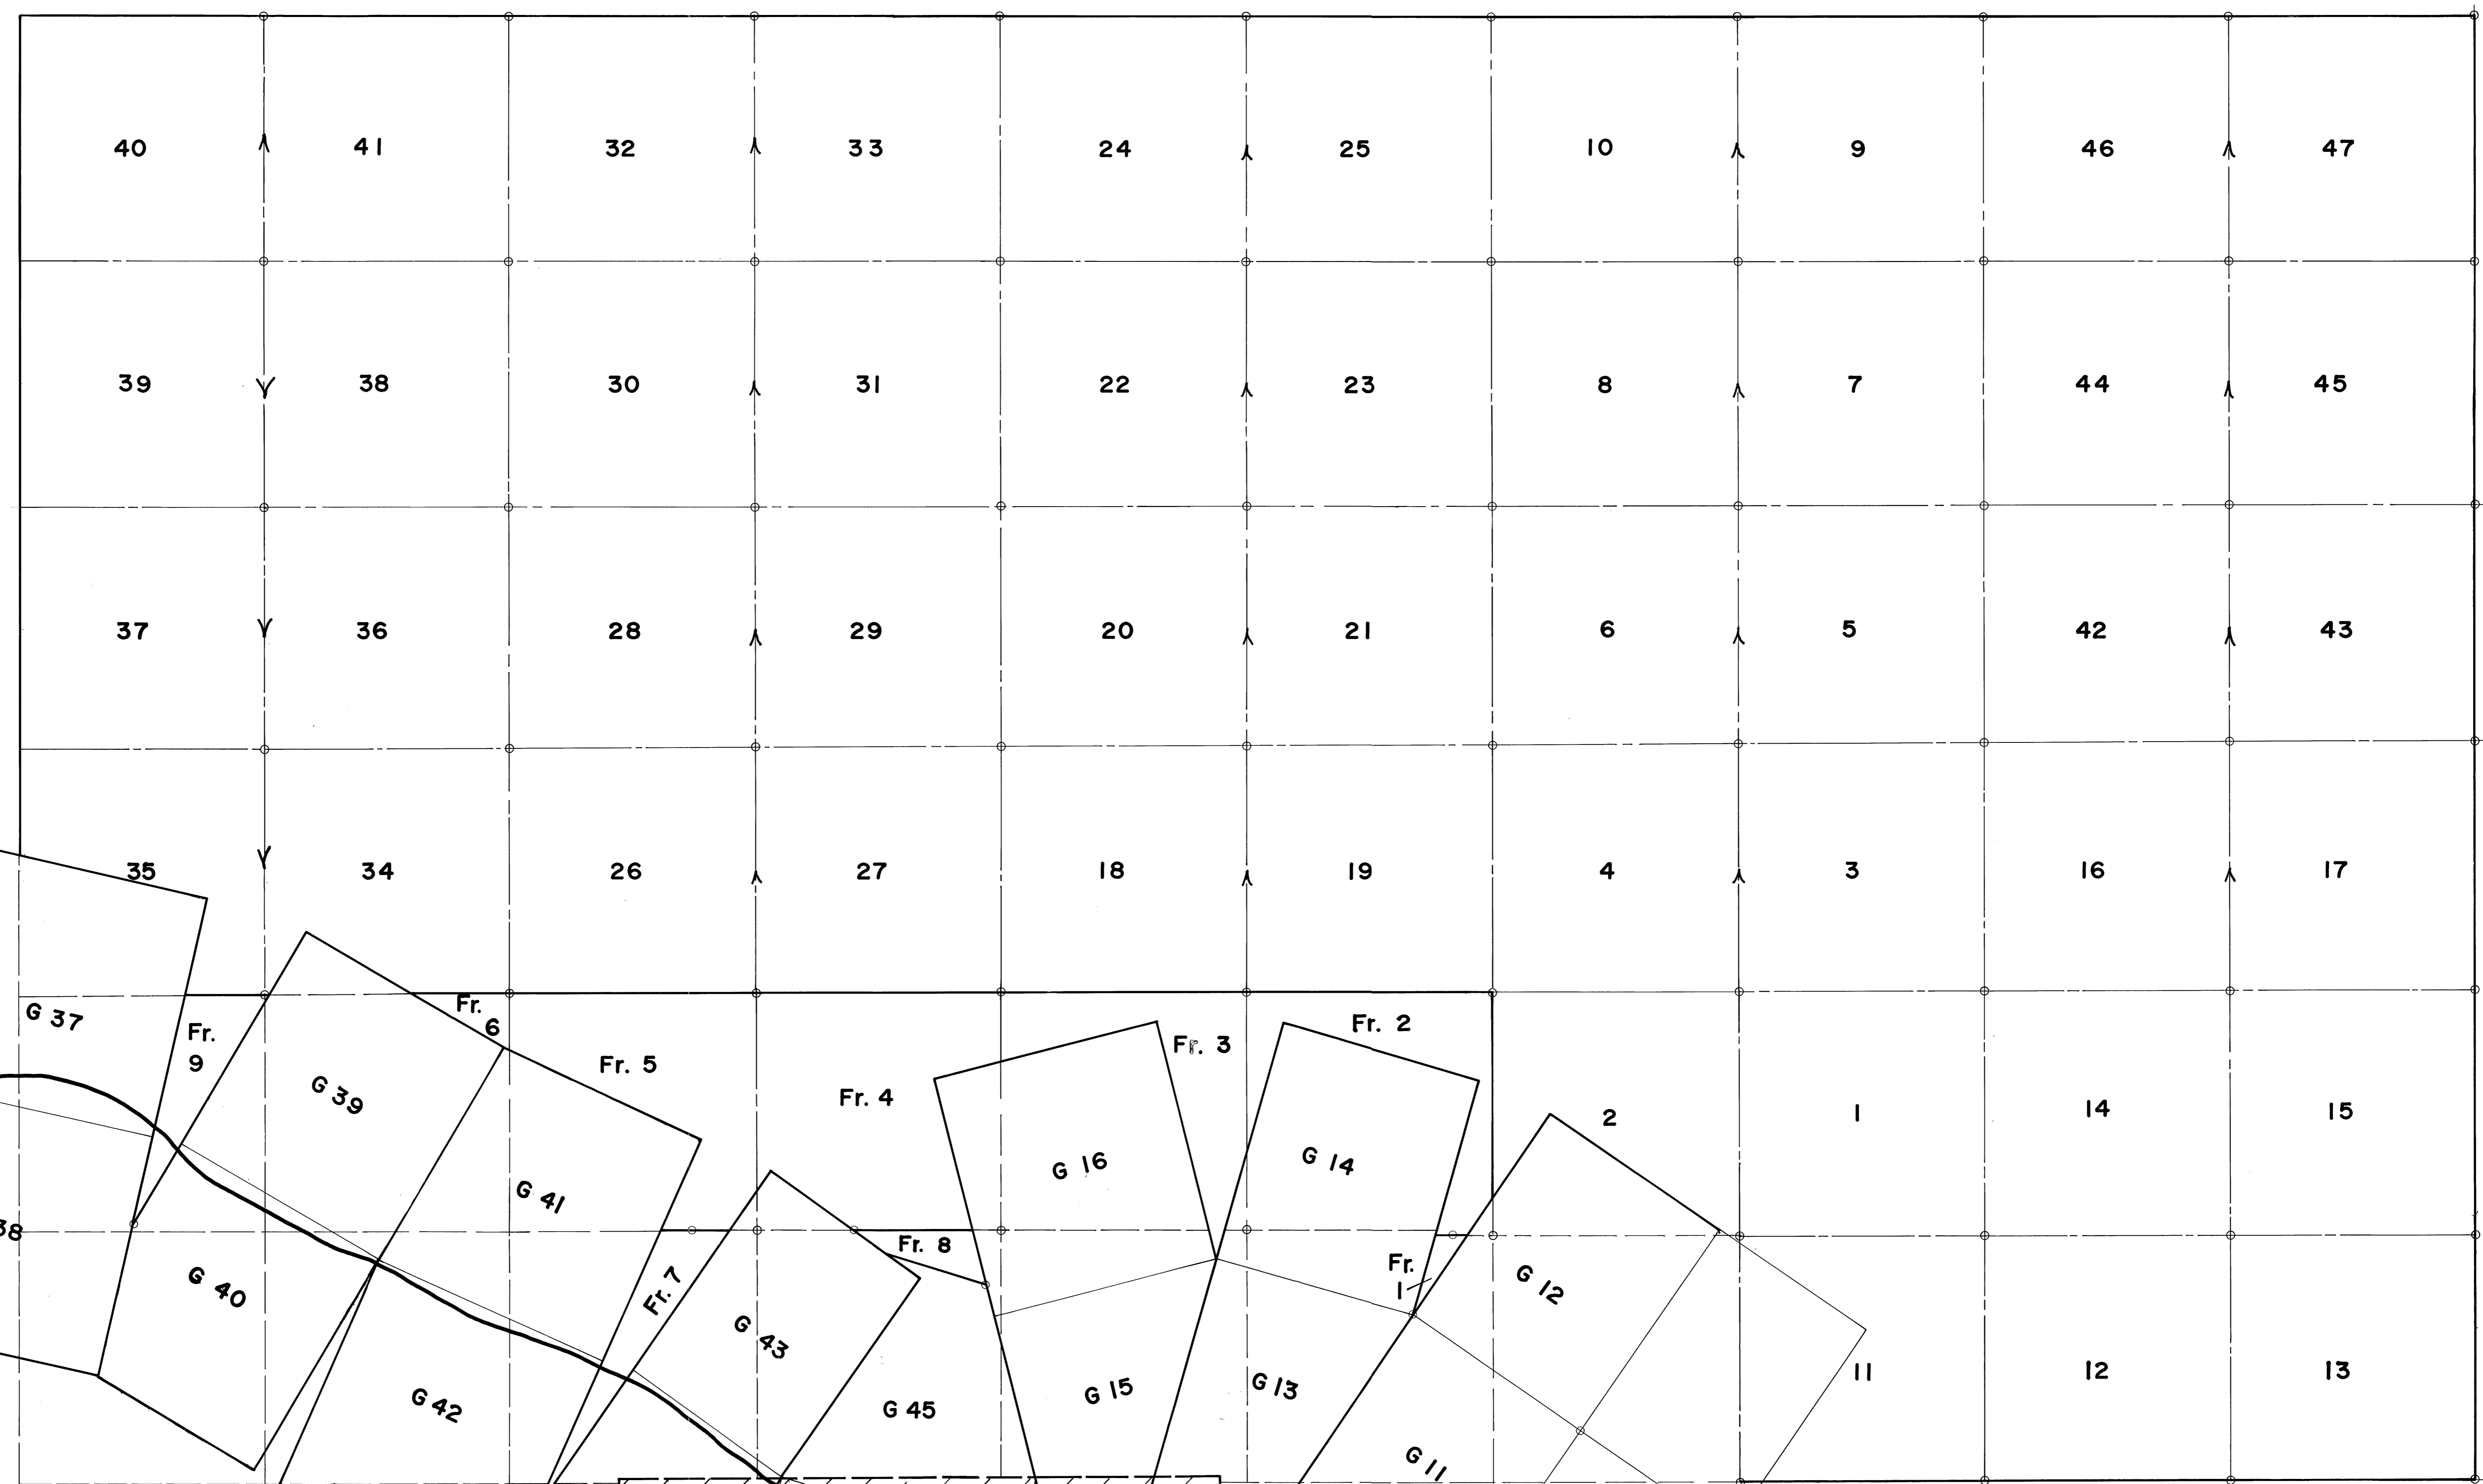 40 41 32 33 24 25 10 9 46 47
39 38 30 31 22 23 8 7 44 45
37 36 28 29 20 21 6 5 42 43
35 34 26 27 18 19 4 3 16 17
G 37
Fr.
9
Fr.
6
Fr. 5
Fr. 4
Fr. 3
Fr. 2
2 1 14 15
G 39
G 41
G 16
G 14
38
G 40
Fr. 7
Fr. 8
Fr.
1
G 12
G 43
G 42
G 45
G 15
G 13
G 11
11 12 13